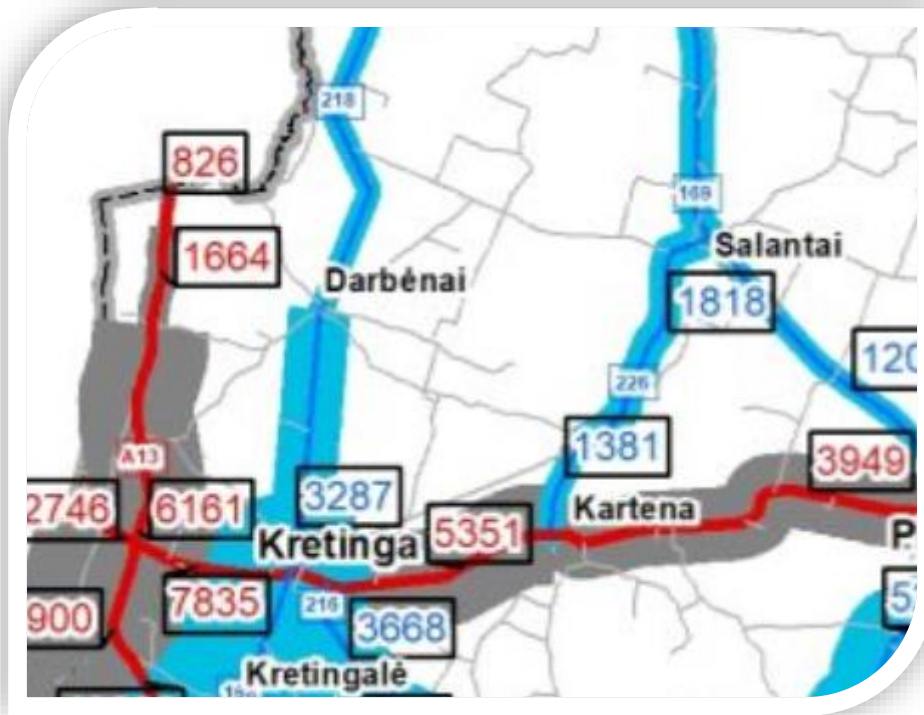 218
826
169
1664
Salantai
Darbėnai
1818
120
226
1381
A13
3949
2746
6161
3287
Kartena
5351
Kretinga
P
7835
900
216
3668
Kretingalė